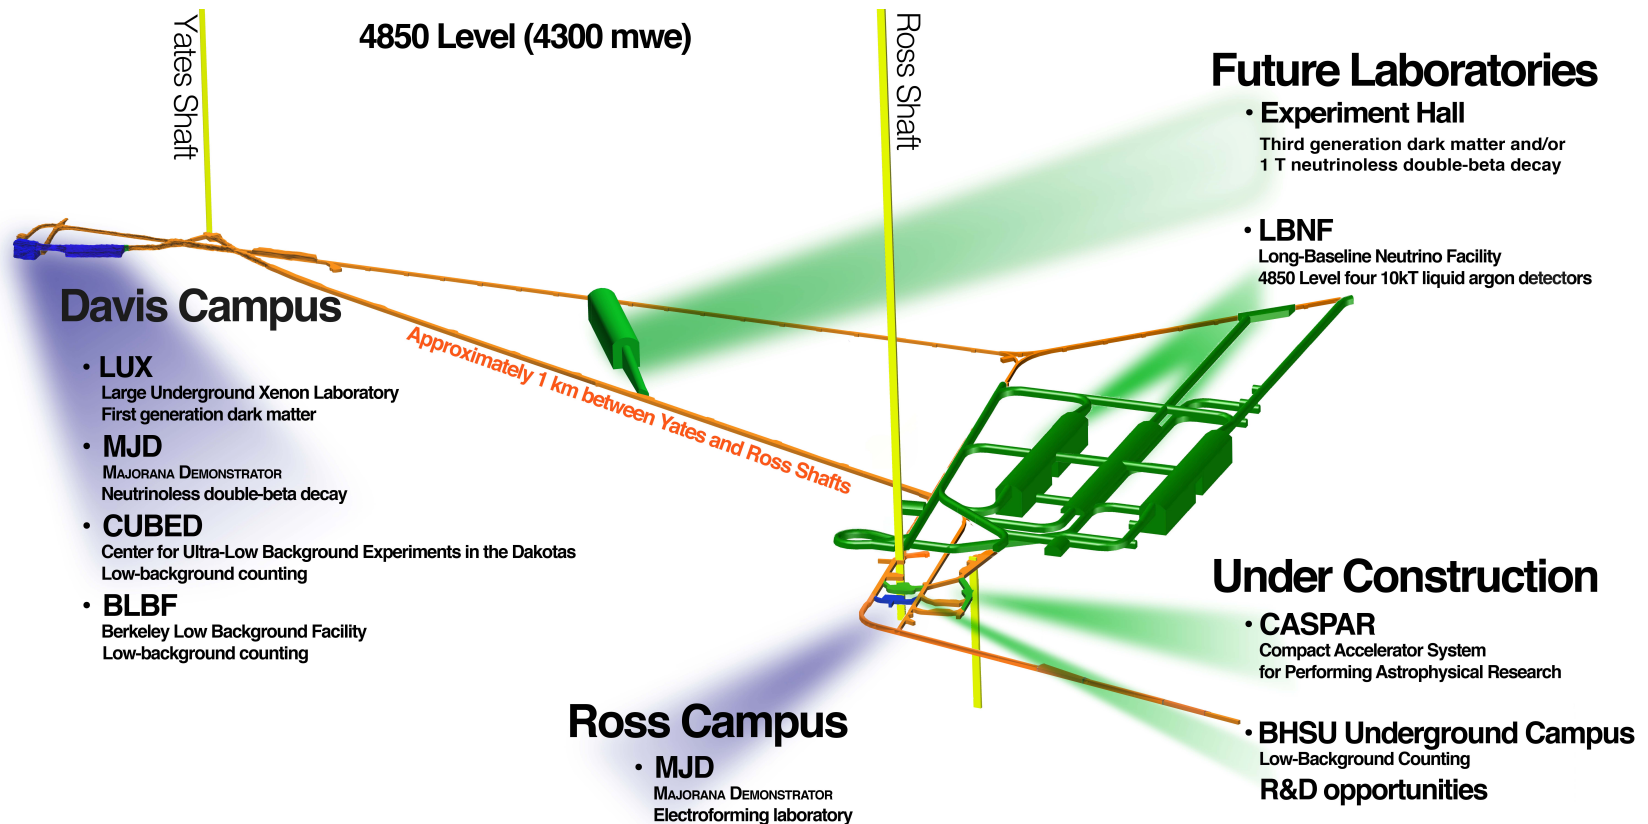 4850 Level (4300 mwe)
Yates Shaft
Ross Shaft
Approximately 1 km between Yates and Ross Shafts
Davis Campus
• LUX
Large Underground Xenon Laboratory
First generation dark matter
• MJD
MAJORANA DEMONSTRATOR
Neutrinoless double-beta decay
• CUBED
Center for Ultra-Low Background Experiments in the Dakotas
Low-background counting
• BLBF
Berkeley Low Background Facility
Low-background counting
Ross Campus
• MJD
MAJORANA DEMONSTRATOR
Electroforming laboratory
Future Laboratories
• Experiment Hall
Third generation dark matter and/or
1 T neutrinoless double-beta decay
• LBNF
Long-Baseline Neutrino Facility
4850 Level four 10kT liquid argon detectors
Under Construction
• CASPAR
Compact Accelerator System
for Performing Astrophysical Research
• BHSU Underground Campus
Low-Background Counting
R&D opportunities